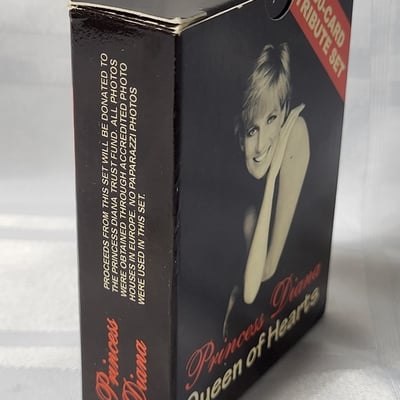 PROCEEDS FROM THIS SET WILL BE DONATED TO
THE PRINCESS DIANA TRUST FUND. ALL PHOTOS
WERE OBTAINED THROUGH ACCREDITED PHOTO
HOUSES IN EUROPE. NO PAPARAZZI PHOTOS
WERE USED IN THIS SET.
Princess
Diana
-CARD
TRIBUTE SET
Princess Diana
Queen of Hearts